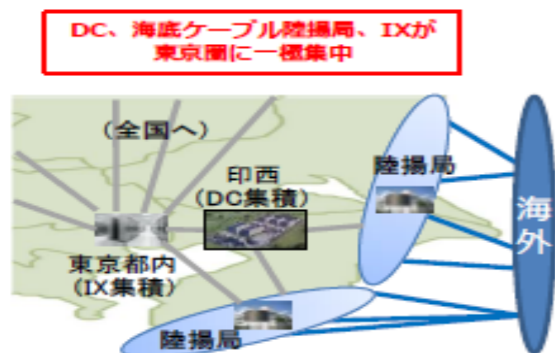 DC、海底ケーブル陸揚局、IXが
東京圏に一極集中
(全国へ)
印西
(DC集積)
陸揚局
海外
東京都内
(IX集積)
陸揚局